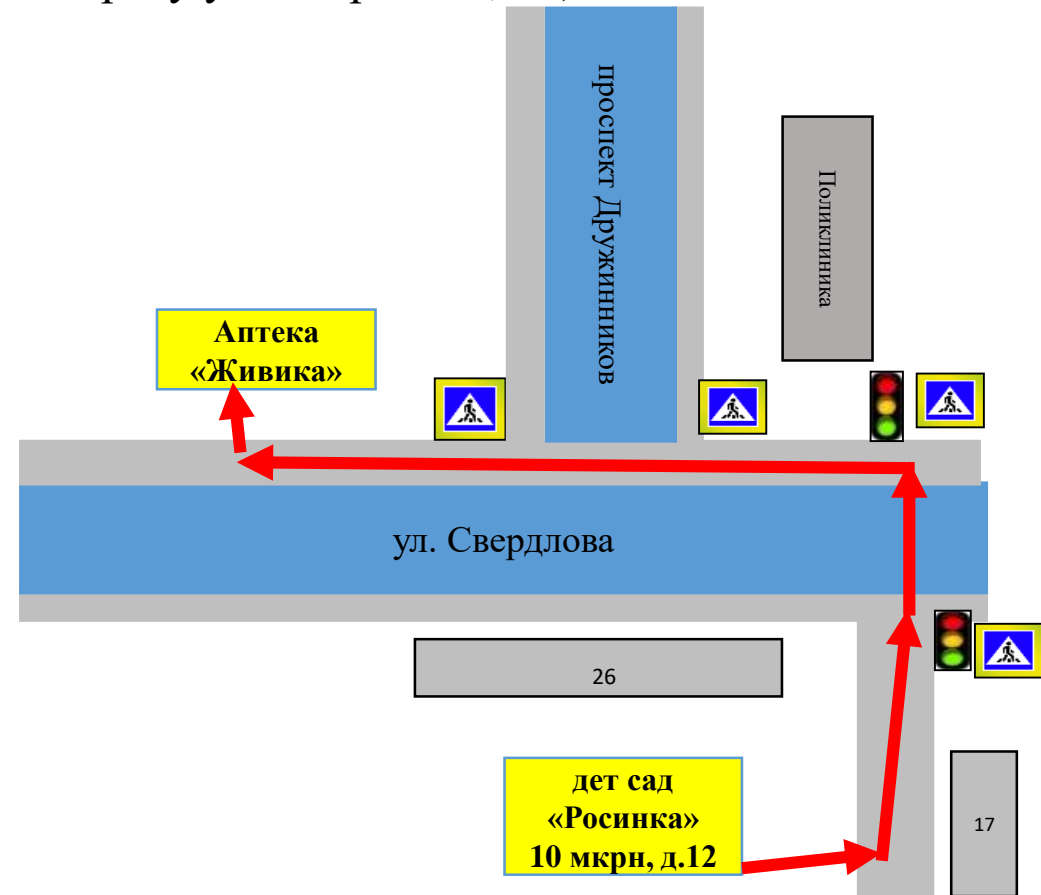 проспект Дружинников
Поликлиника
Аптека
«Живика»
ул. Свердлова
26
дет сад
«Росинка»
10 мкрн, д.12
17